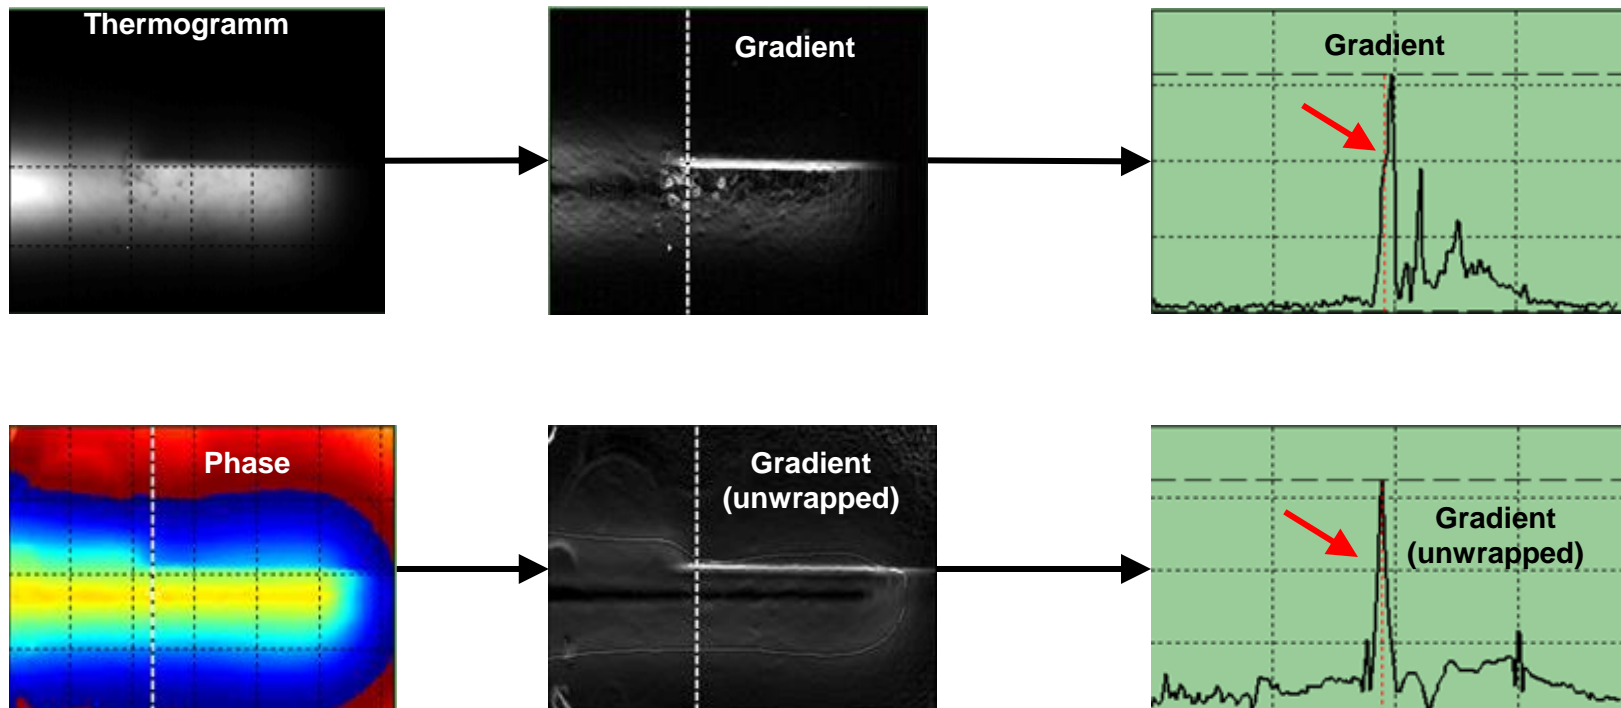 Thermogramm
Gradient
Gradient
Phase
Gradient
(unwrapped)
Gradient
(unwrapped)